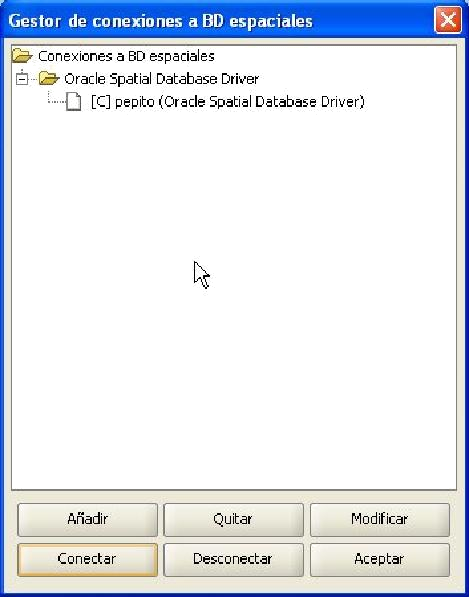 Gestor de conexiones a BD espaciales
Conexiones a BD espaciales
Oracle Spatial Database Driver
[C] pepito (Oracle Spatial Database Driver)
Añadir Quitar Modificar
Conectar Desconectar Aceptar